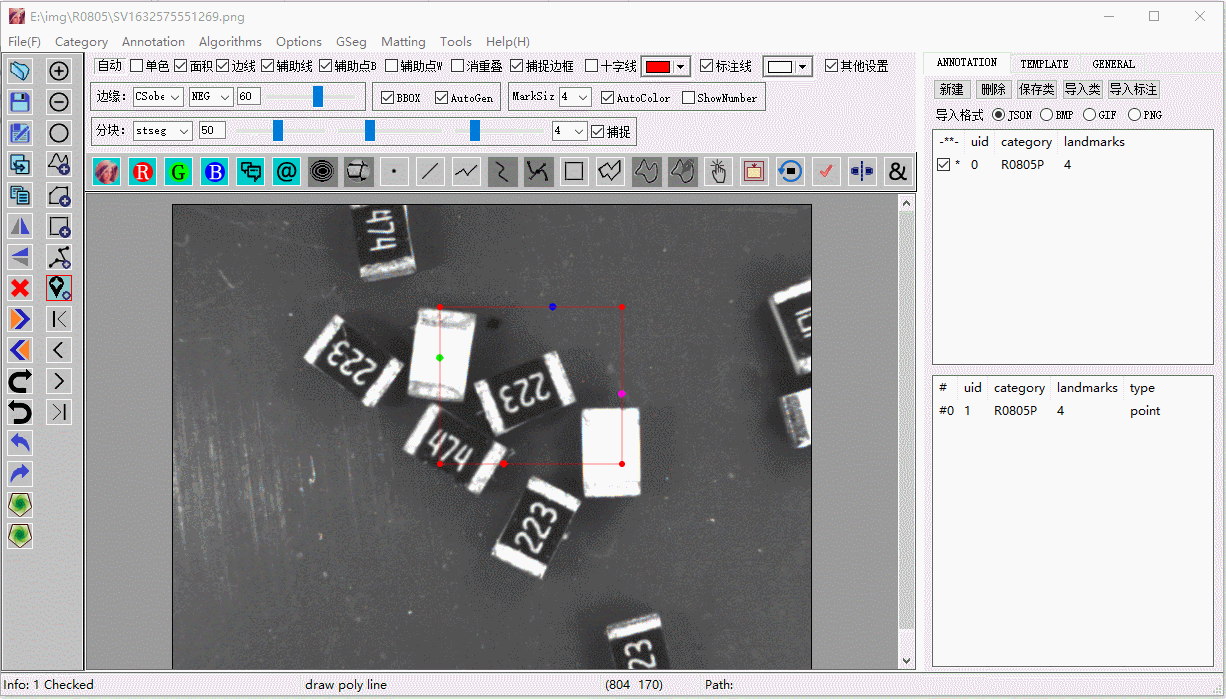 E:\img\R0805\SV1632575551269.png
File(F) Category Annotation Algorithms Options GSeg Matting Tools Help(H)
自动 单色 面积 边线 辅助线 辅助点B 辅助点W 消重叠 捕捉边框 十字线 标注线 其他设置
边缘: CSobe NEG 60 BBOX AutoGen MarkSiz 4 AutoColor ShowNumber
分块: stseg 50 4 捕捉
R G B @ &
ANNOTATION TEMPLATE GENERAL
新建 删除 保存类 导入类 导入标注
导入格式 JSON BMP GIF PNG
-**- uid category landmarks
* 0 R0805P 4
# uid category landmarks type
#0 1 R0805P 4 point
474
223
223
474
223
23
Info: 1 Checked draw poly line (804 170) Path: